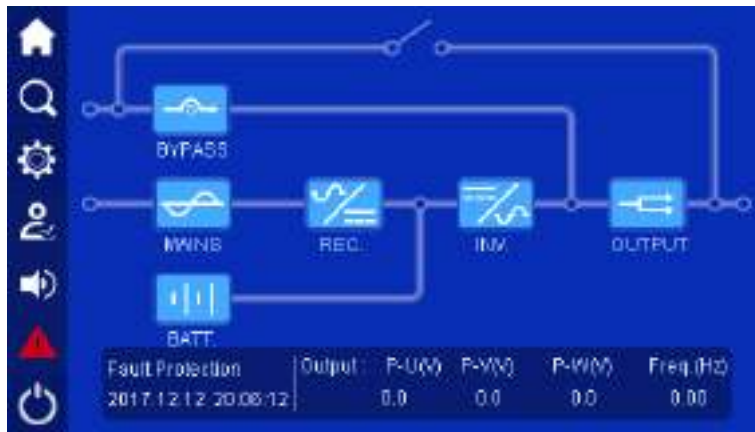 BYPASS
MAINS
REC.
INV.
OUTPUT
BATT.
Fault Protection
Output : P-U(V) P-V(V) P-W(V) Freq.(Hz)
2017.12.12 20:06:12 0.0 0.0 0.0 0.00